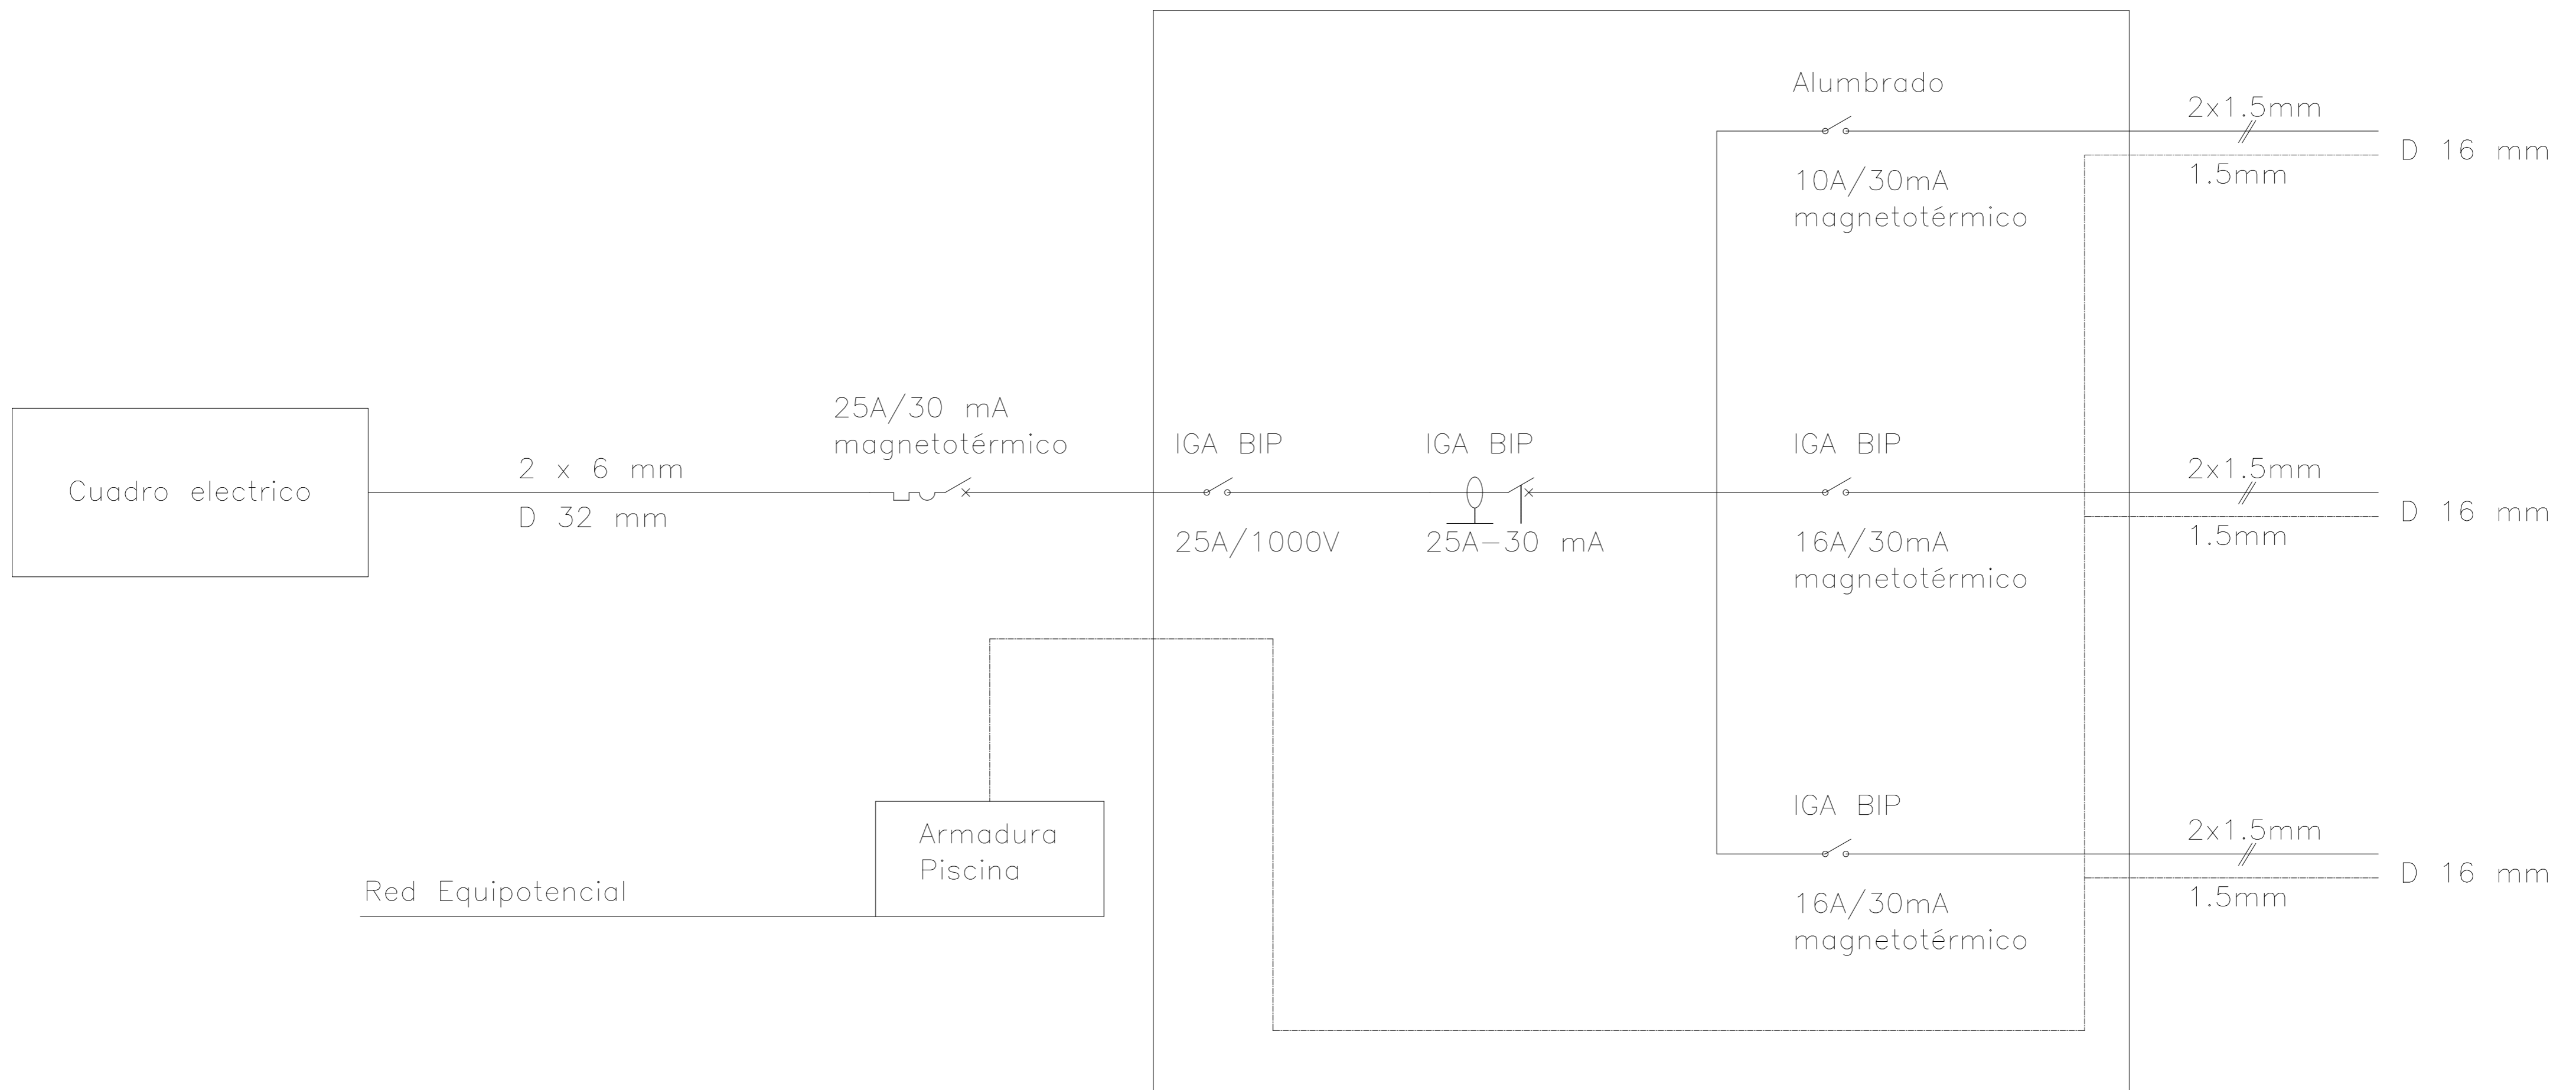 Alumbrado
2x1.5mm
D 16 mm
1.5mm
10A/30mA
magnetotérmico
25A/30 mA
magnetotérmico
IGA BIP
IGA BIP
IGA BIP
2x1.5mm
Cuadro electrico
2 x 6 mm
D 32 mm
D 16 mm
25A/1000V
25A-30 mA
16A/30mA
magnetotérmico
1.5mm
IGA BIP
2x1.5mm
Armadura
Piscina
D 16 mm
Red Equipotencial
1.5mm
16A/30mA
magnetotérmico